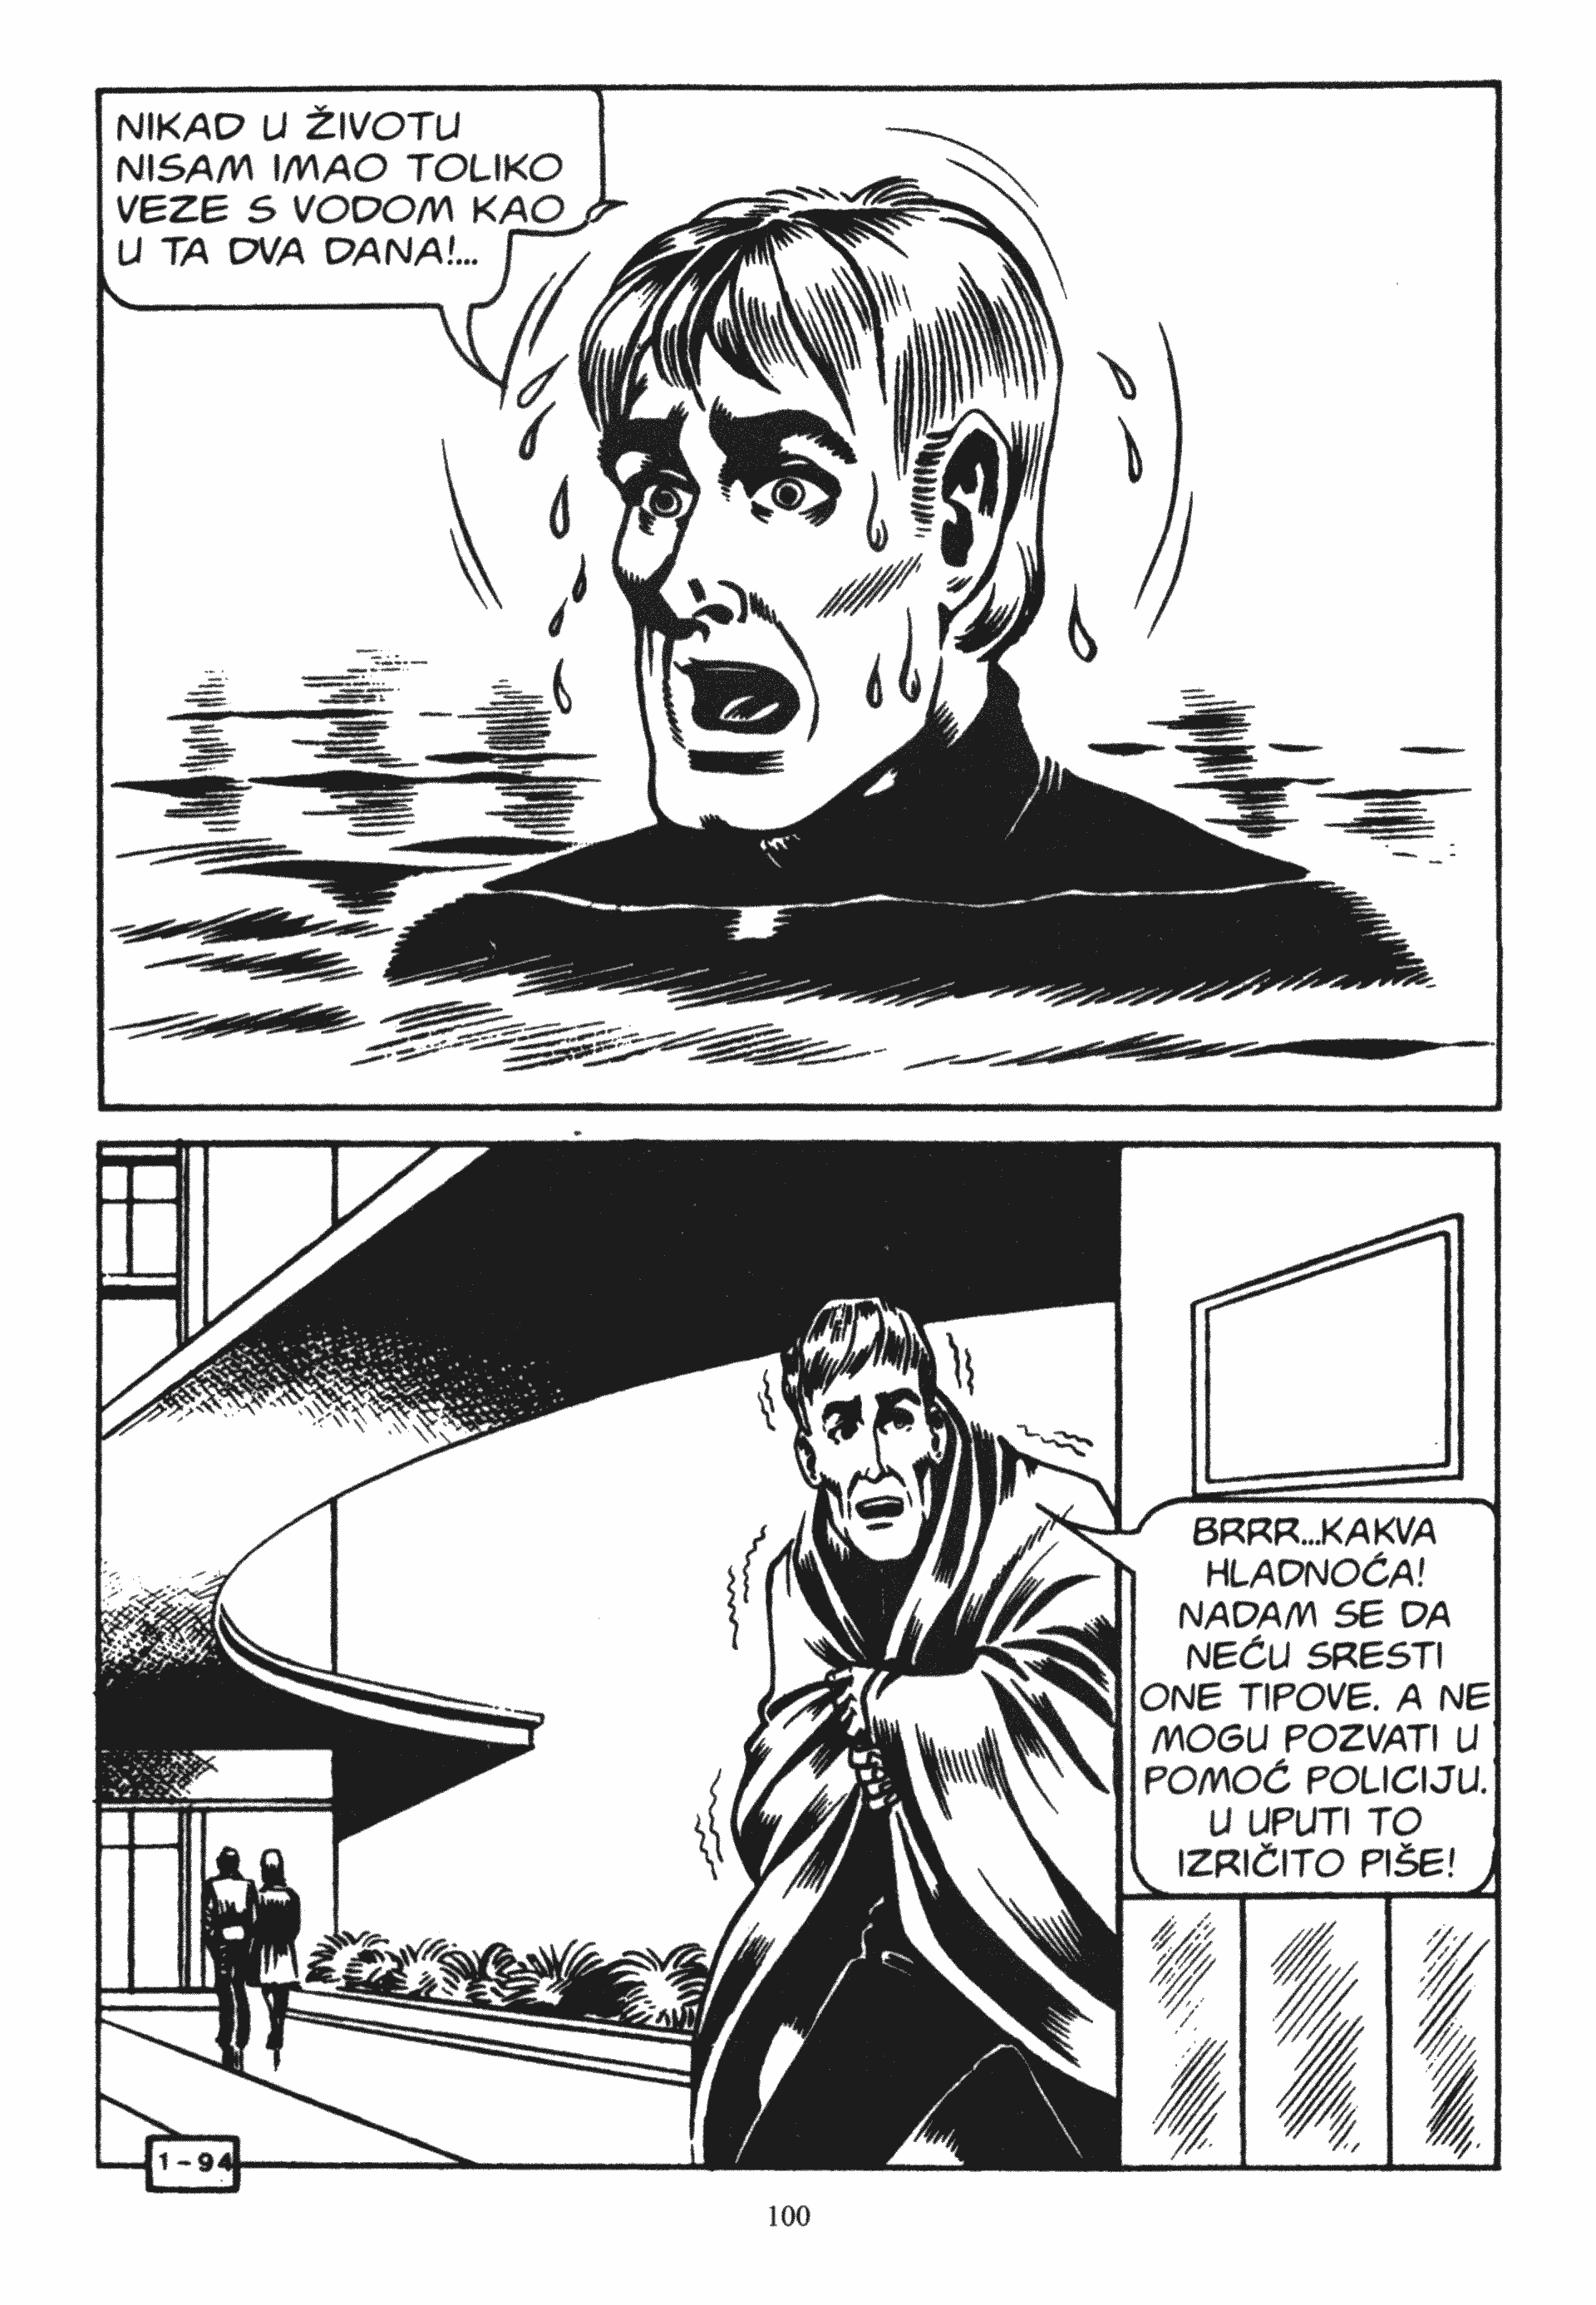 NIKAD U ŽIVOTU
NISAM IMAO TOLIKO
VEZE S VODOM KAO
U TA DVA DANA!...
BRRR...KAKVA
HLADNOĆA!
NADAM SE DA
NEĆU SRESTI
ONE TIPOVE. A NE
MOGU POZVATI U
POMOĆ POLICIJU.
U UPUTI TO
IZRIČITO PIŠE!
1-94
100